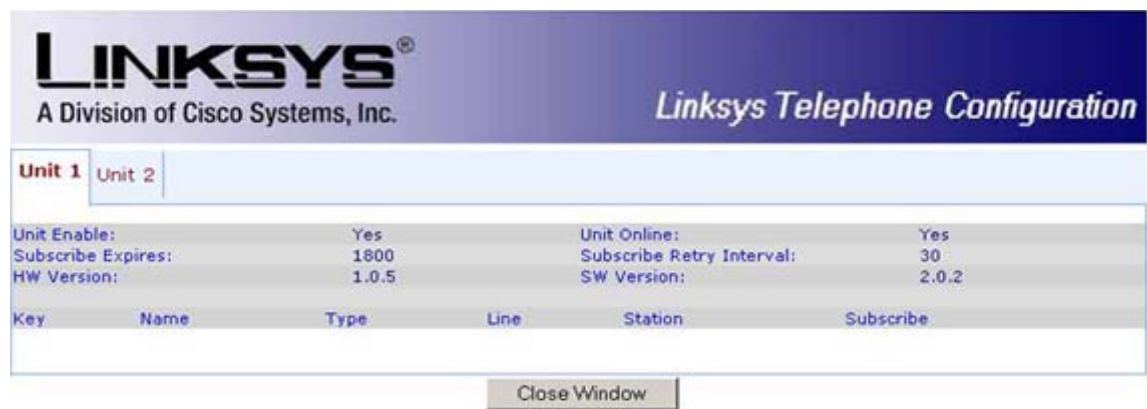 LINKSYS®
A Division of Cisco Systems, Inc.
Linksys Telephone Configuration
Unit 1 Unit 2
Unit Enable: Yes Unit Online: Yes
Subscribe Expires: 1800 Subscribe Retry Interval: 30
HW Version: 1.0.5 SW Version: 2.0.2
Key Name Type Line Station Subscribe
Close Window